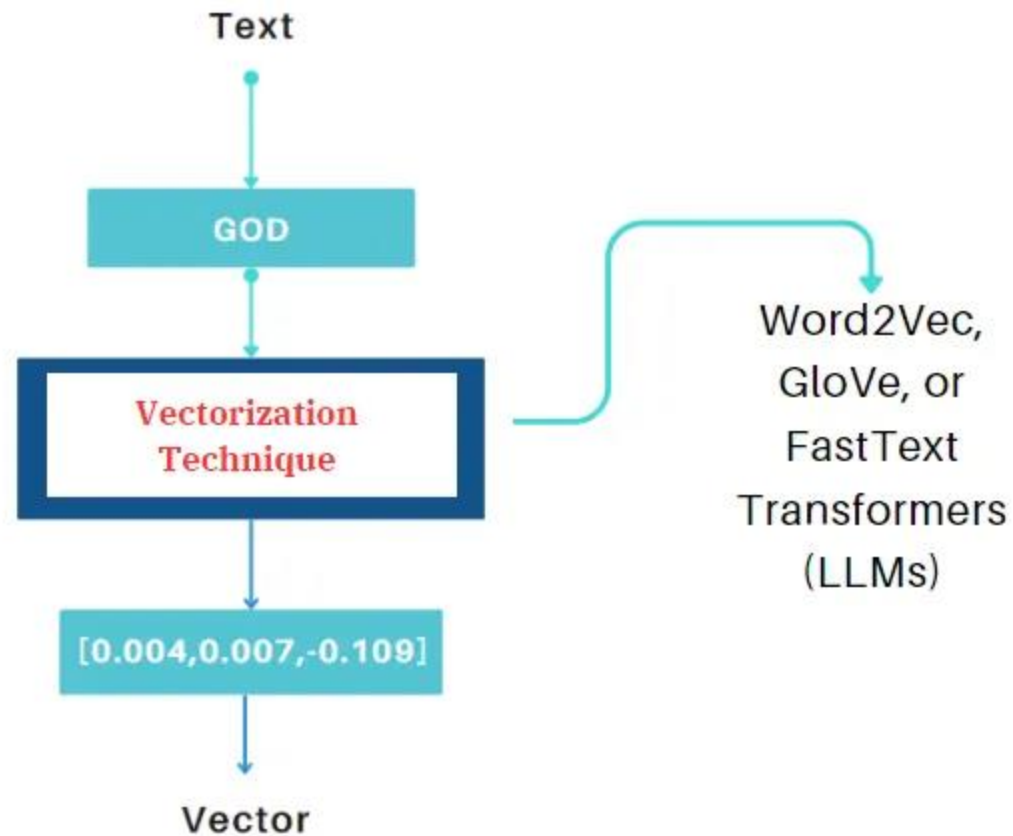 Text
GOD
Vectorization
Technique
[0.004,0.007,-0.109]
Vector
Word2Vec,
GloVe, or
FastText
Transformers
(LLMs)